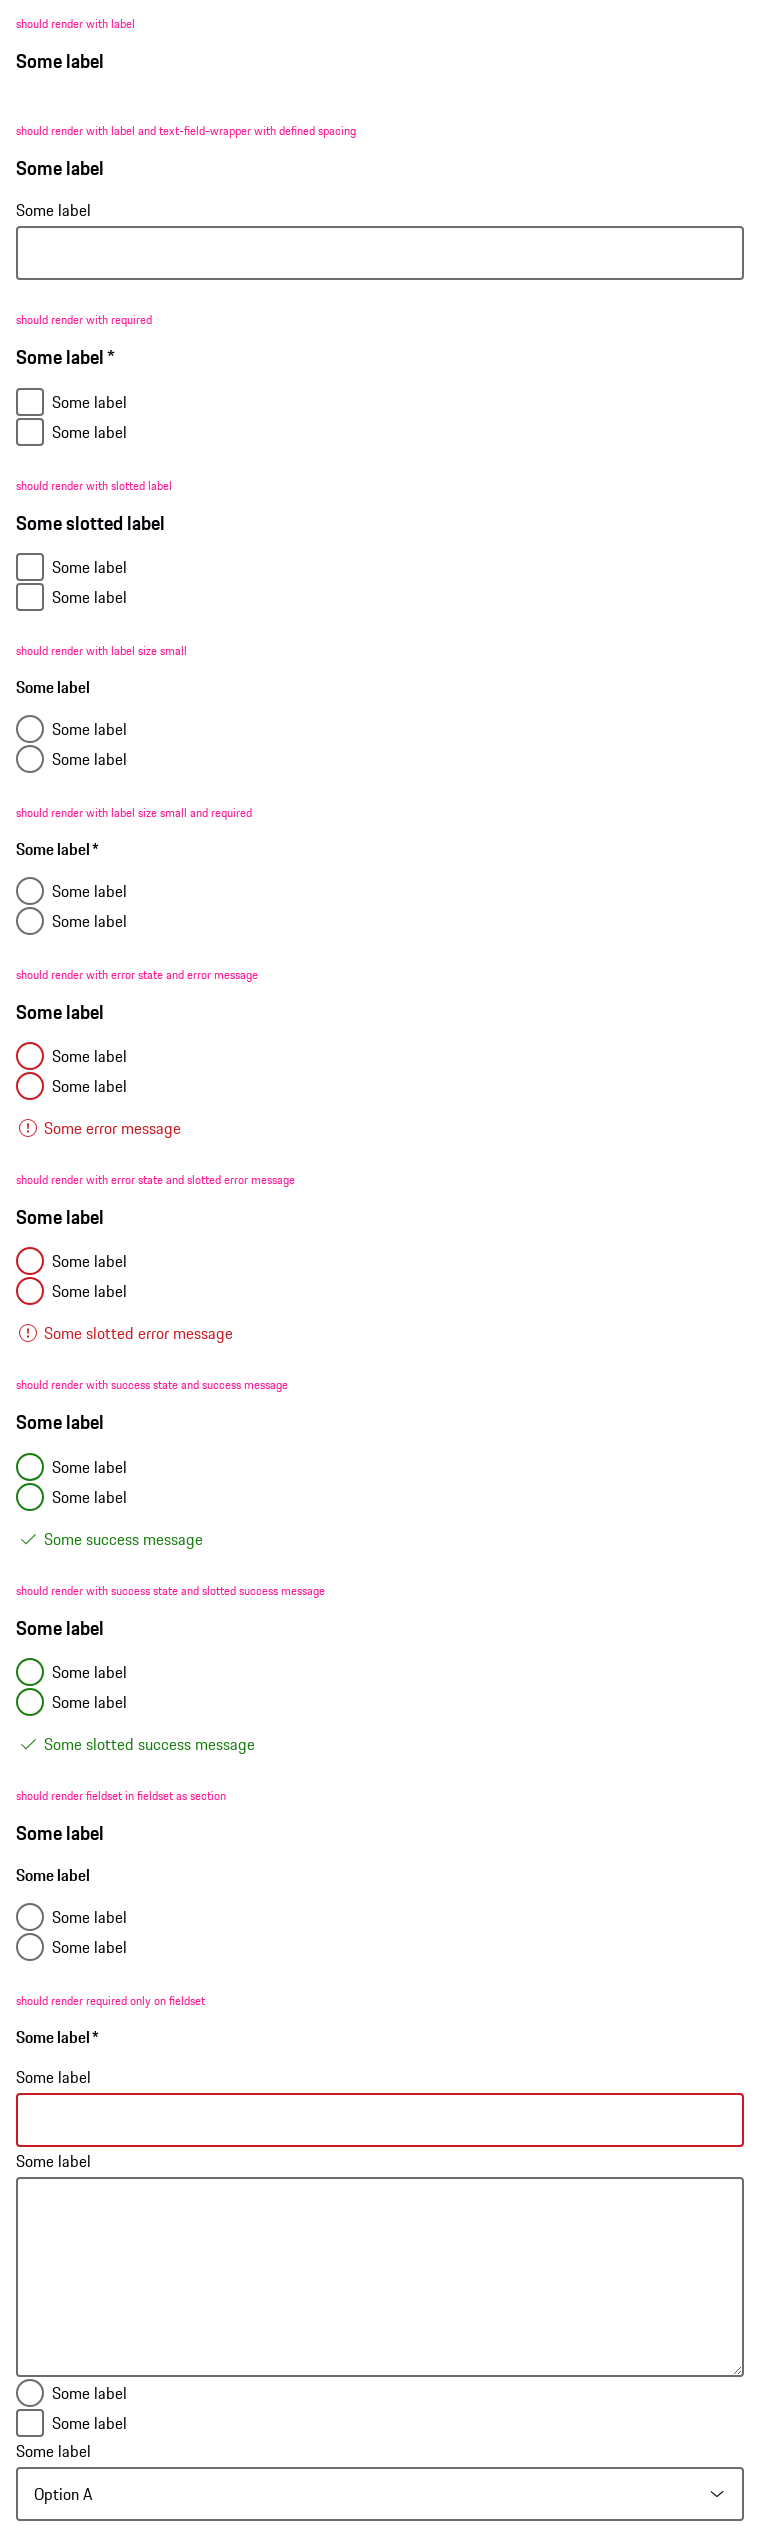 should render with label
Some label
should render with label and text-field-wrapper with defined spacing
Some label
Some label
should render with required
Some label *
Some label
Some label
should render with slotted label
Some slotted label
Some label
Some label
should render with label size small
Some label
Some label
Some label
should render with label size small and required
Some label *
Some label
Some label
should render with error state and error message
Some label
Some label
Some label
Some error message
should render with error state and slotted error message
Some label
Some label
Some label
Some slotted error message
should render with success state and success message
Some label
Some label
Some label
Some success message
should render with success state and slotted success message
Some label
Some label
Some label
Some slotted success message
should render fieldset in fieldset as section
Some label
Some label
Some label
Some label
should render required only on fieldset
Some label *
Some label
Some label
Some label
Some label
Some label
Option A